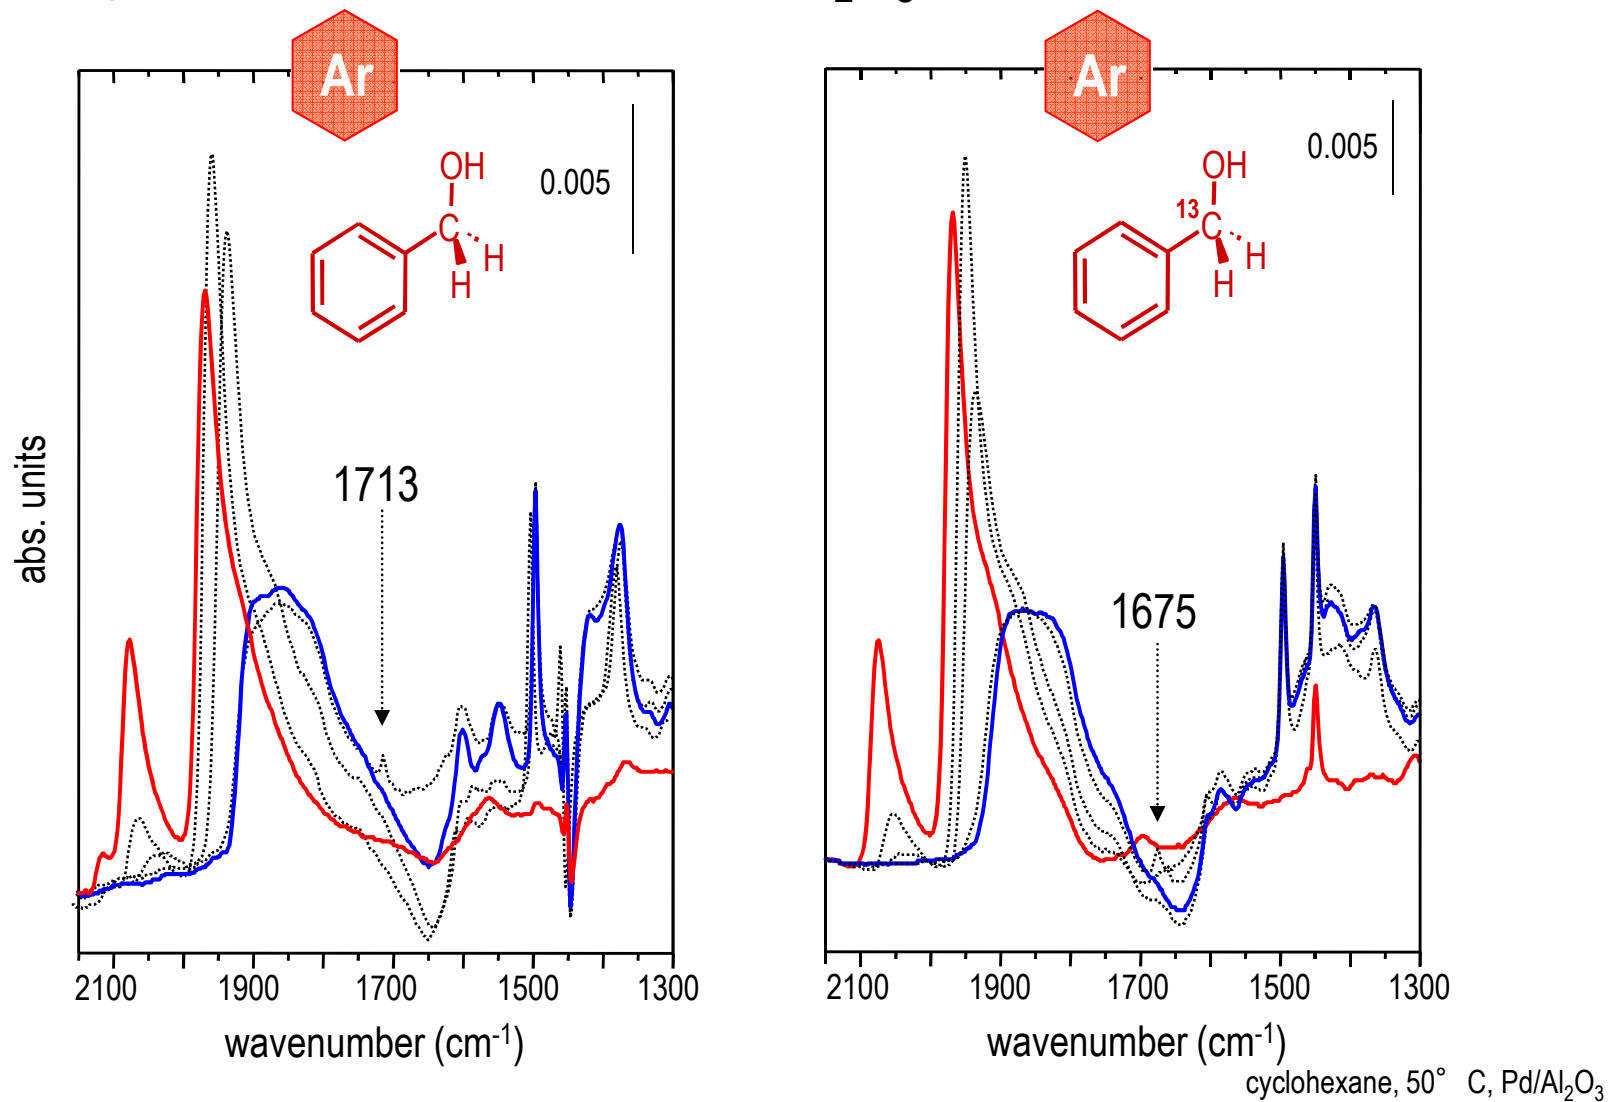 Ar
Ar
OH
C
H
H
0.005
OH
13
C
H
H
0.005
abs. units
1713
1675
2100 1900 1700 1500 1300
2100 1900 1700 1500 1300
wavenumber (cm⁻¹)
wavenumber (cm⁻¹)
cyclohexane, 50° C, Pd/Al₂O₃